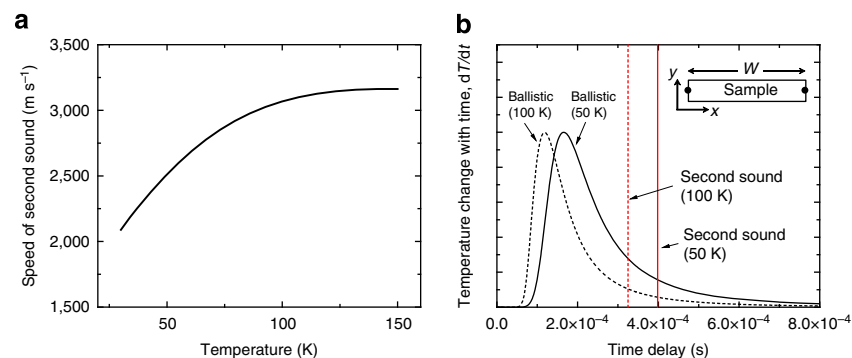 a
3,500
3,000
2,500
2,000
1,500
Speed of second sound (m s⁻¹)
50
100
150
Temperature (K)
b
Temperature change with time, dT/dt
Ballistic
(100 K)
Ballistic
(50 K)
W
y
Sample
x
Second sound
(100 K)
Second sound
(50 K)
0.0
2.0×10⁻⁴
4.0×10⁻⁴
6.0×10⁻⁴
8.0×10⁻⁴
Time delay (s)